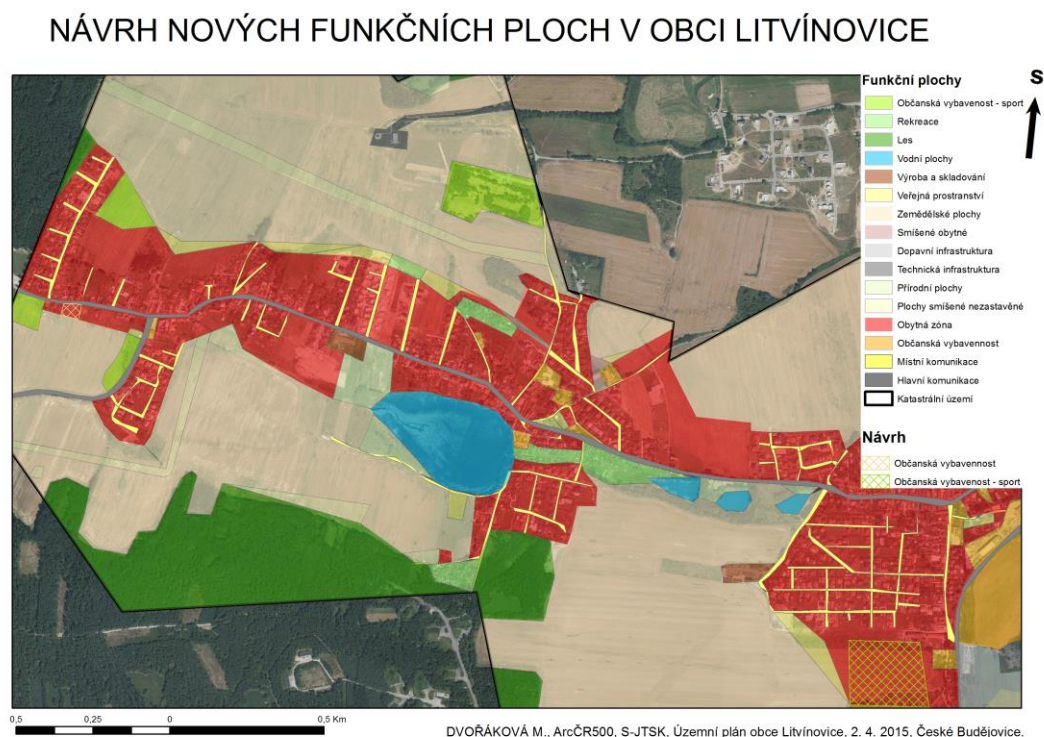 NÁVRH NOVÝCH FUNKČNÍCH PLOCH V OBCI LITVÍNOVICE
Funkční plochy
S
Občanská vybavenost - sport
Rekreace
Les
Vodní plochy
Výroba a skladování
Veřejná prostranství
Zemědělské plochy
Smíšené obytné
Dopavní infrastruktura
Technická infrastruktura
Přírodní plochy
Plochy smíšené nezastavěné
Obytná zóna
Občanská vybavennost
Místní komunikace
Hlavní komunikace
Katastrální území
Návrh
Občanská vybavennost
Občanská vybavenost - sport
0,5 0,25 0 0,5 Km
DVOŘÁKOVÁ M., ArcČR500, S-JTSK, Územní plán obce Litvínovice, 2. 4. 2015, České Budějovice.